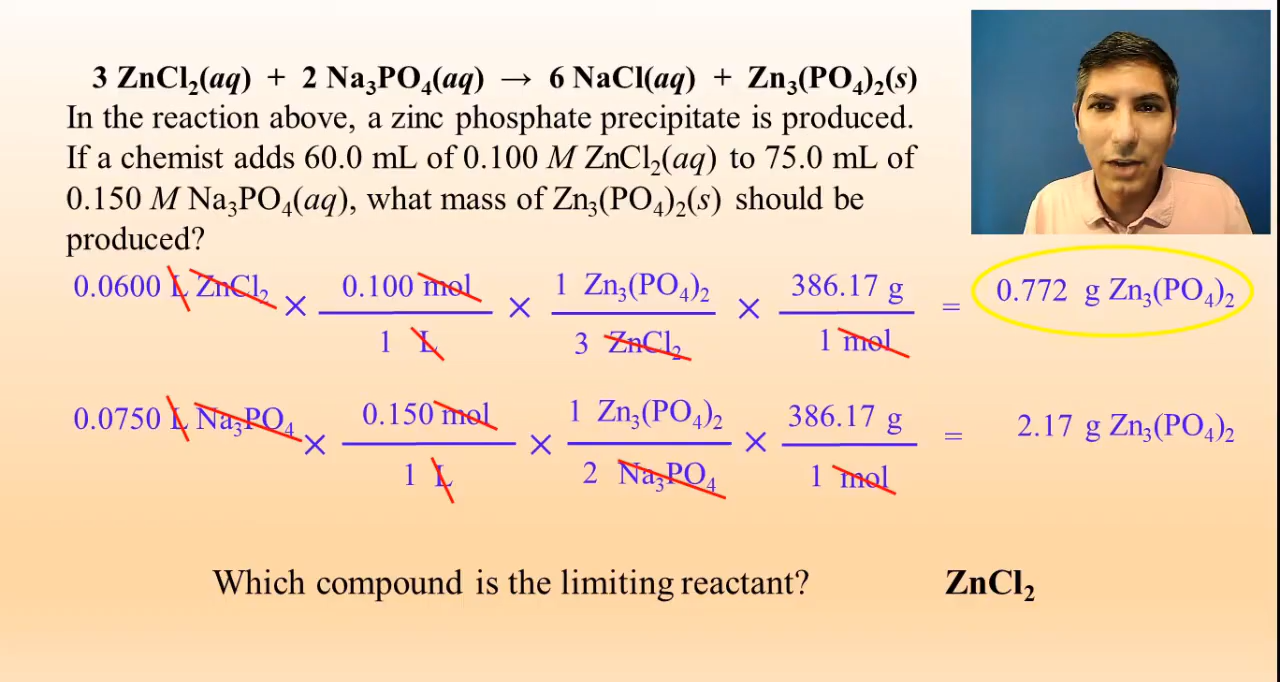 3 ZnCl₂(aq) + 2 Na₃PO₄(aq) → 6 NaCl(aq) + Zn₃(PO₄)₂(s)
In the reaction above, a zinc phosphate precipitate is produced.
If a chemist adds 60.0 mL of 0.100 M ZnCl₂(aq) to 75.0 mL of
0.150 M Na₃PO₄(aq), what mass of Zn₃(PO₄)₂(s) should be
produced?
0.0600 L ZnCl₂ × 0.100 mol / 1 L × 1 Zn₃(PO₄)₂ / 3 ZnCl₂ × 386.17 g / 1 mol = 0.772 g Zn₃(PO₄)₂
0.0750 L Na₃PO₄ × 0.150 mol / 1 L × 1 Zn₃(PO₄)₂ / 2 Na₃PO₄ × 386.17 g / 1 mol = 2.17 g Zn₃(PO₄)₂
Which compound is the limiting reactant? ZnCl₂